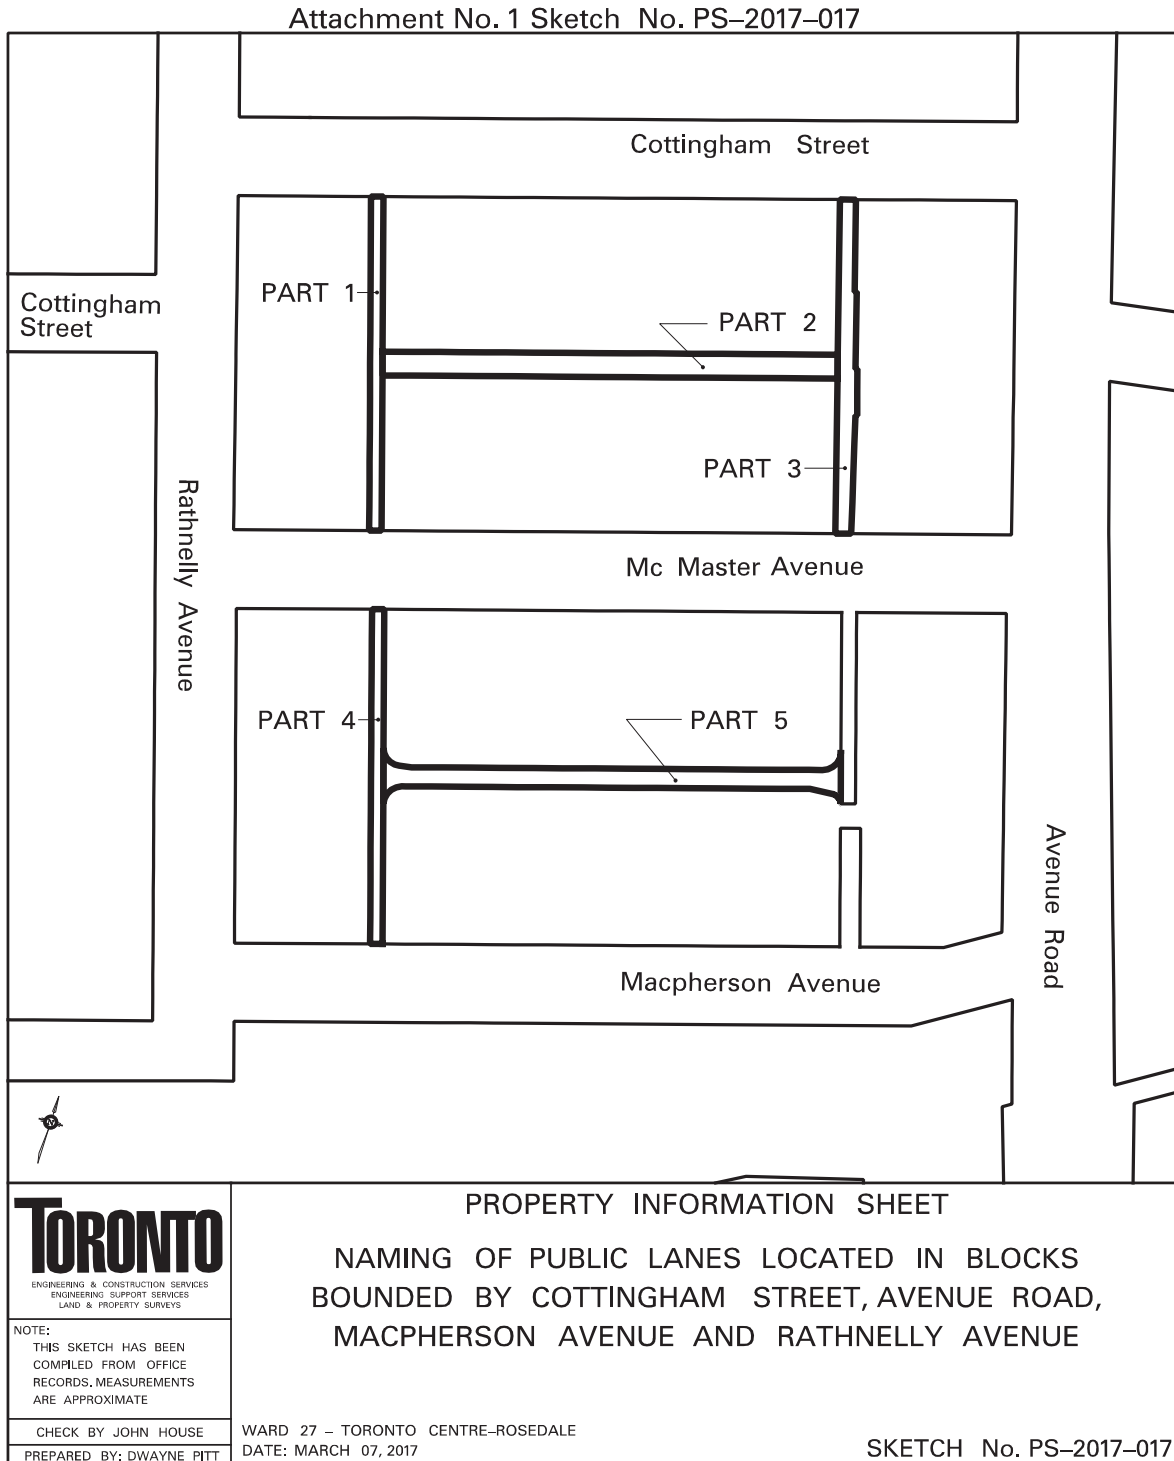 Attachment No. 1 Sketch No. PS–2017–017
Cottingham Street
PART 1
Cottingham
Street
PART 2
PART 3
Rathnelly Avenue
Mc Master Avenue
PART 4
PART 5
Avenue Road
Macpherson Avenue
N
TORONTO
ENGINEERING & CONSTRUCTION SERVICES
ENGINEERING SUPPORT SERVICES
LAND & PROPERTY SURVEYS
NOTE:
THIS SKETCH HAS BEEN
COMPILED FROM OFFICE
RECORDS. MEASUREMENTS
ARE APPROXIMATE
CHECK BY JOHN HOUSE
PREPARED BY: DWAYNE PITT
PROPERTY INFORMATION SHEET
NAMING OF PUBLIC LANES LOCATED IN BLOCKS
BOUNDED BY COTTINGHAM STREET, AVENUE ROAD,
MACPHERSON AVENUE AND RATHNELLY AVENUE
WARD 27 – TORONTO CENTRE–ROSEDALE
DATE: MARCH 07, 2017
SKETCH No. PS–2017–017